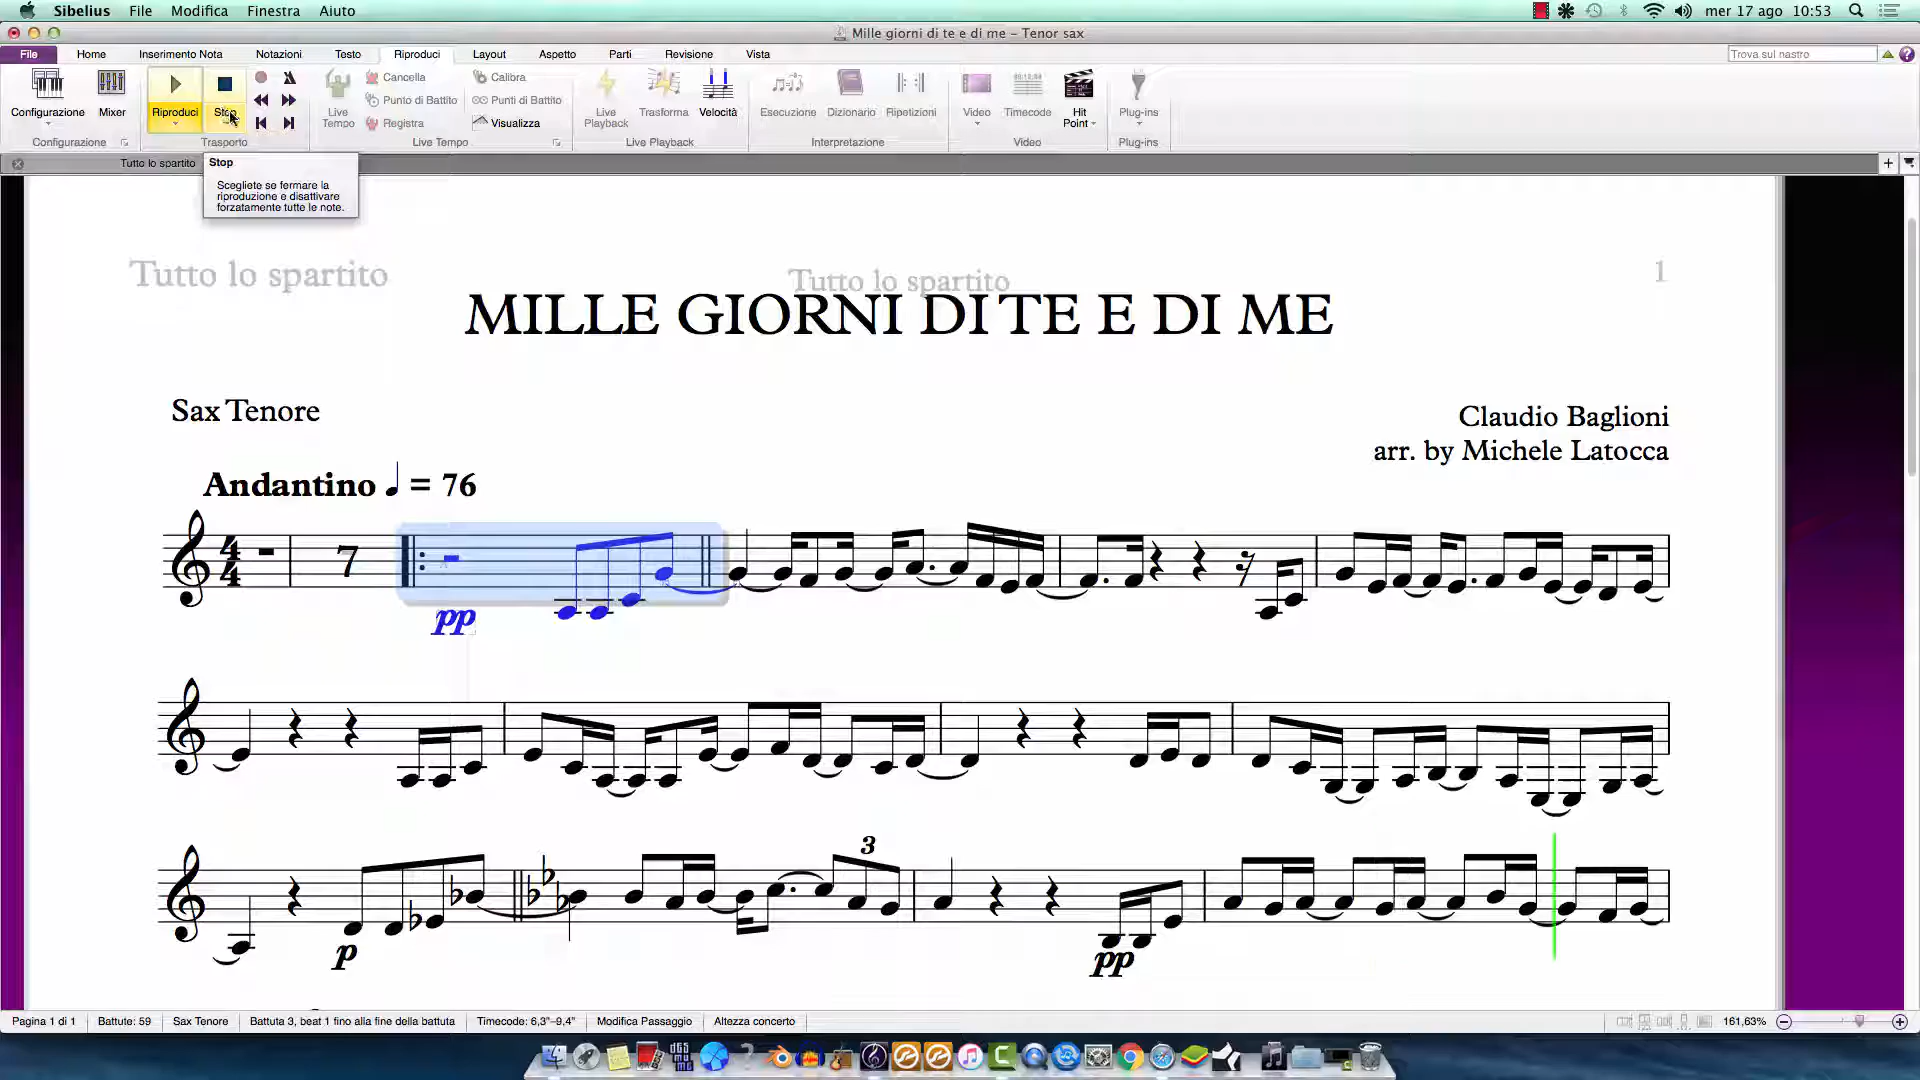 Sibelius File Modifica Finestra Aiuto mer 17 ago 10:53
Mille giorni di te e di me – Tenor sax
File Home Inserimento Nota Notazioni Testo Riproduci Layout Aspetto Parti Revisione Vista Trova sul nastro
Cancella Calibra
Punto di Battito Punti di Battito
Configurazione Mixer Riproduci Stop Live Tempo Registra Visualizza Live Playback Trasforma Velocità Esecuzione Dizionario Ripetizioni Video Timecode Hit Point Plug-ins
Configurazione Trasporto Live Tempo Live Playback Interpretazione Video Plug-ins
Tutto lo spartito
Stop
Scegliete se fermare la
riproduzione e disattivare
forzatamente tutte le note.
Tutto lo spartito Tutto lo spartito 1
MILLE GIORNI DI TE E DI ME
Sax Tenore
Claudio Baglioni
arr. by Michele Latocca
Andantino = 76
7
pp
3
p pp
Pagina 1 di 1 Battute: 59 Sax Tenore Battuta 3, beat 1 fino alla fine della battuta Timecode: 6,3"–9,4" Modifica Passaggio Altezza concerto 161,63%